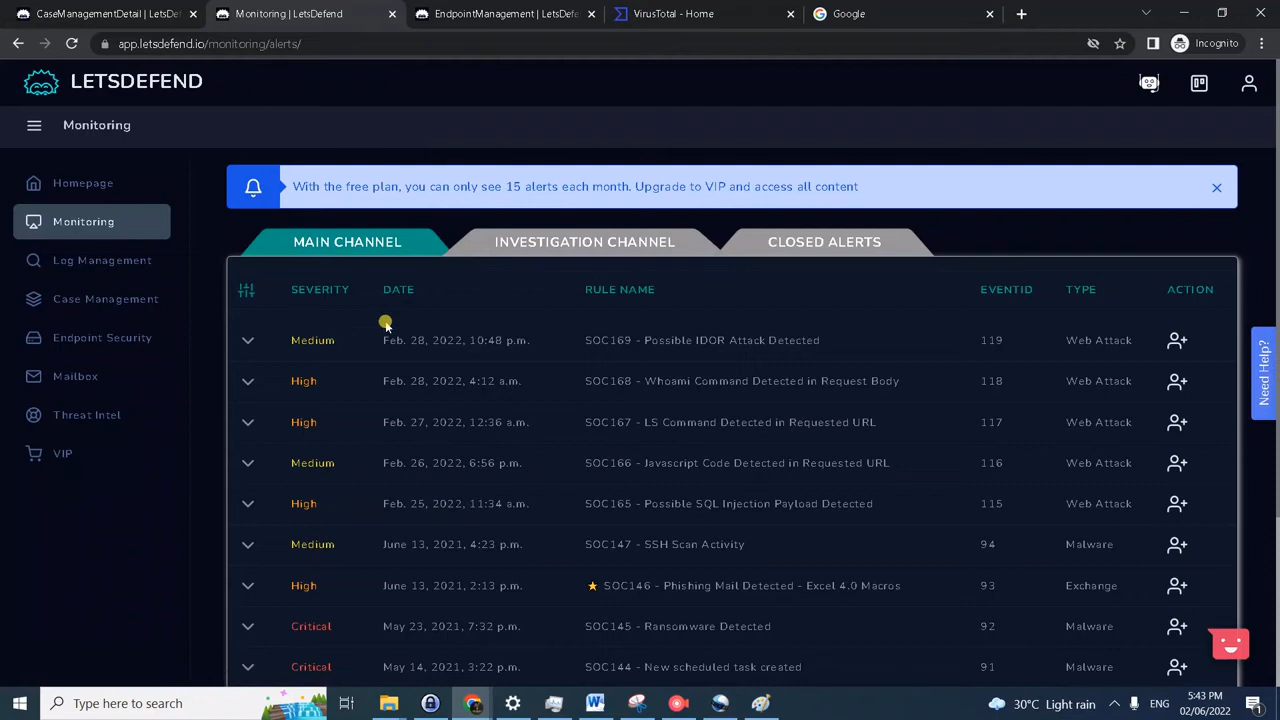 CaseManagementDetail | LetsDef
Monitoring | LetsDefend
EndpointManagement | LetsDefe
VirusTotal - Home
Google
app.letsdefend.io/monitoring/alerts/
Incognito
LETSDEFEND
Monitoring
Homepage
Monitoring
Log Management
Case Management
Endpoint Security
Mailbox
Threat Intel
VIP
With the free plan, you can only see 15 alerts each month. Upgrade to VIP and access all content
MAIN CHANNEL INVESTIGATION CHANNEL CLOSED ALERTS
SEVERITY DATE RULE NAME EVENTID TYPE ACTION
Medium Feb. 28, 2022, 10:48 p.m. SOC169 - Possible IDOR Attack Detected 119 Web Attack
High Feb. 28, 2022, 4:12 a.m. SOC168 - Whoami Command Detected in Request Body 118 Web Attack
High Feb. 27, 2022, 12:36 a.m. SOC167 - LS Command Detected in Requested URL 117 Web Attack
Medium Feb. 26, 2022, 6:56 p.m. SOC166 - Javascript Code Detected in Requested URL 116 Web Attack
High Feb. 25, 2022, 11:34 a.m. SOC165 - Possible SQL Injection Payload Detected 115 Web Attack
Medium June 13, 2021, 4:23 p.m. SOC147 - SSH Scan Activity 94 Malware
High June 13, 2021, 2:13 p.m. SOC146 - Phishing Mail Detected - Excel 4.0 Macros 93 Exchange
Critical May 23, 2021, 7:32 p.m. SOC145 - Ransomware Detected 92 Malware
Critical May 14, 2021, 3:22 p.m. SOC144 - New scheduled task created 91 Malware
Need Help?
Type here to search
30°C Light rain
5:43 PM
02/06/2022